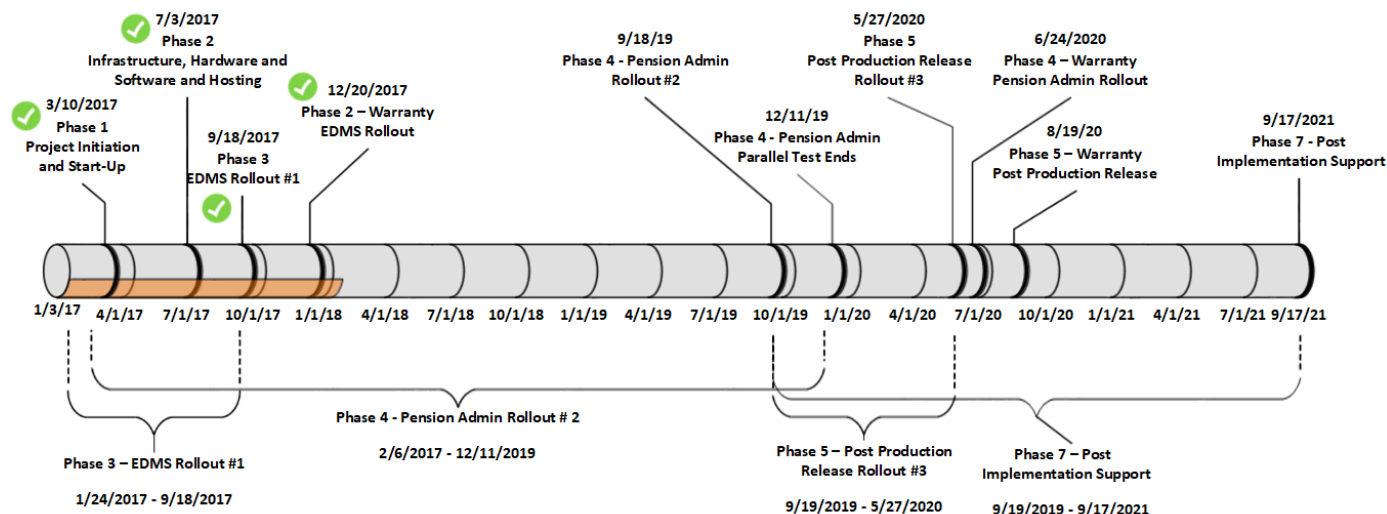 7/3/2017
Phase 2
Infrastructure, Hardware and
Software and Hosting
3/10/2017
Phase 1
Project Initiation
and Start-Up
9/18/2017
Phase 3
EDMS Rollout #1
12/20/2017
Phase 2 – Warranty
EDMS Rollout
9/18/19
Phase 4 - Pension Admin
Rollout #2
12/11/19
Phase 4 - Pension Admin
Parallel Test Ends
5/27/2020
Phase 5
Post Production Release
Rollout #3
6/24/2020
Phase 4 – Warranty
Pension Admin Rollout
8/19/20
Phase 5 – Warranty
Post Production Release
9/17/2021
Phase 7 - Post
Implementation Support
1/3/17
4/1/17
7/1/17
10/1/17
1/1/18
4/1/18
7/1/18
10/1/18
1/1/19
4/1/19
7/1/19
10/1/19
1/1/20
4/1/20
7/1/20
10/1/20
1/1/21
4/1/21
7/1/21
9/17/21
Phase 3 – EDMS Rollout #1
1/24/2017 - 9/18/2017
Phase 4 - Pension Admin Rollout # 2
2/6/2017 - 12/11/2019
Phase 5 – Post Production
Release Rollout #3
9/19/2019 - 5/27/2020
Phase 7 – Post
Implementation Support
9/19/2019 - 9/17/2021